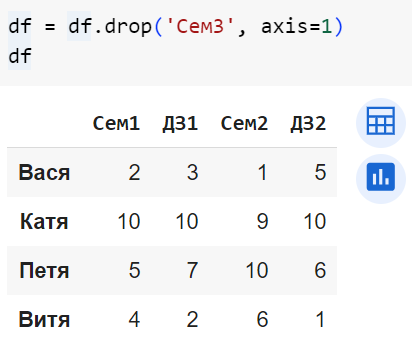 df = df.drop('Сем3', axis=1)
df
Сем1 ДЗ1 Сем2 ДЗ2
Вася 2 3 1 5
Катя 10 10 9 10
Петя 5 7 10 6
Витя 4 2 6 1